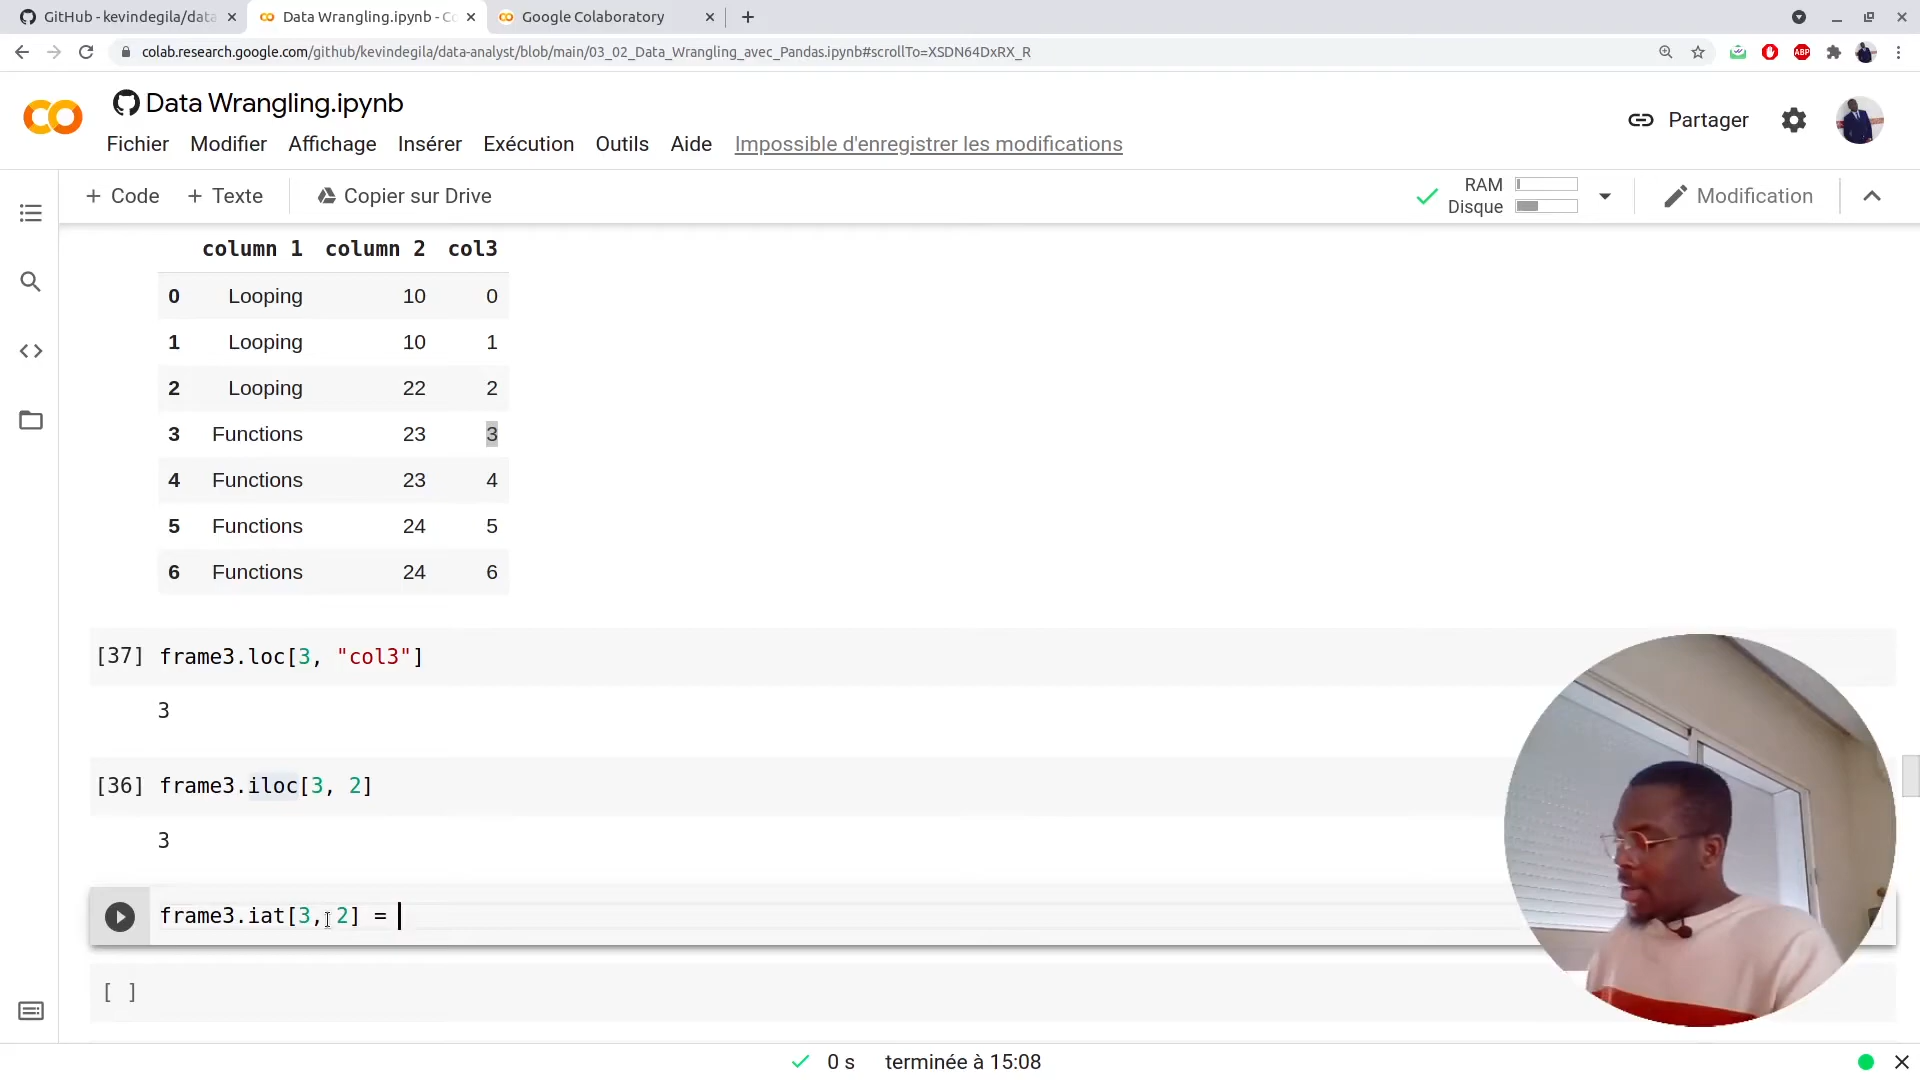 GitHub - kevindegila/data
Data Wrangling.ipynb - Co
Google Colaboratory
colab.research.google.com/github/kevindegila/data-analyst/blob/main/03_02_Data_Wrangling_avec_Pandas.ipynb#scrollTo=XSDN64DxRX_R
ABP
Data Wrangling.ipynb
Fichier Modifier Affichage Insérer Exécution Outils Aide Impossible d'enregistrer les modifications
Partager
+ Code + Texte Copier sur Drive
RAM
Disque
Modification
column 1 column 2 col3
0 Looping 10 0
1 Looping 10 1
2 Looping 22 2
3 Functions 23 3
4 Functions 23 4
5 Functions 24 5
6 Functions 24 6
[37] frame3.loc[3, "col3"]
3
[36] frame3.iloc[3, 2]
3
frame3.iat[3, 2] =
[ ]
0 s terminée à 15:08